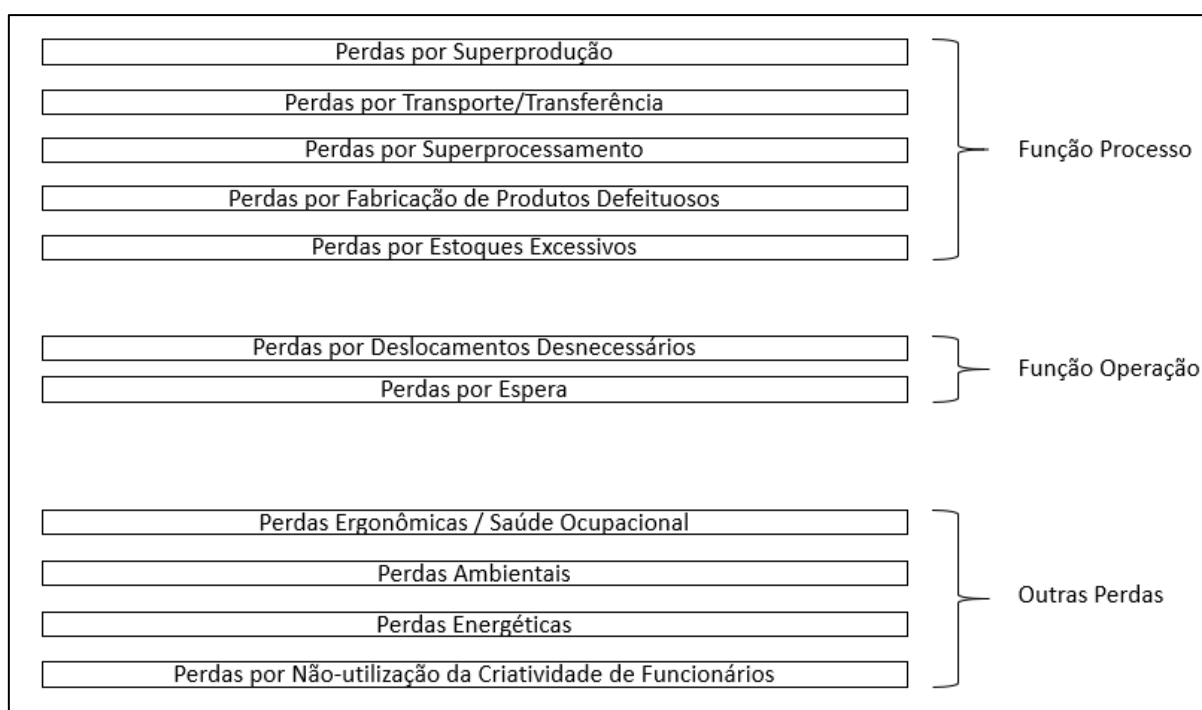 Perdas por Superprodução
Perdas por Transporte/Transferência
Perdas por Superprocessamento
Perdas por Fabricação de Produtos Defeituosos
Perdas por Estoques Excessivos
Função Processo
Perdas por Deslocamentos Desnecessários
Perdas por Espera
Função Operação
Perdas Ergonômicas / Saúde Ocupacional
Perdas Ambientais
Perdas Energéticas
Perdas por Não-utilização da Criatividade de Funcionários
Outras Perdas